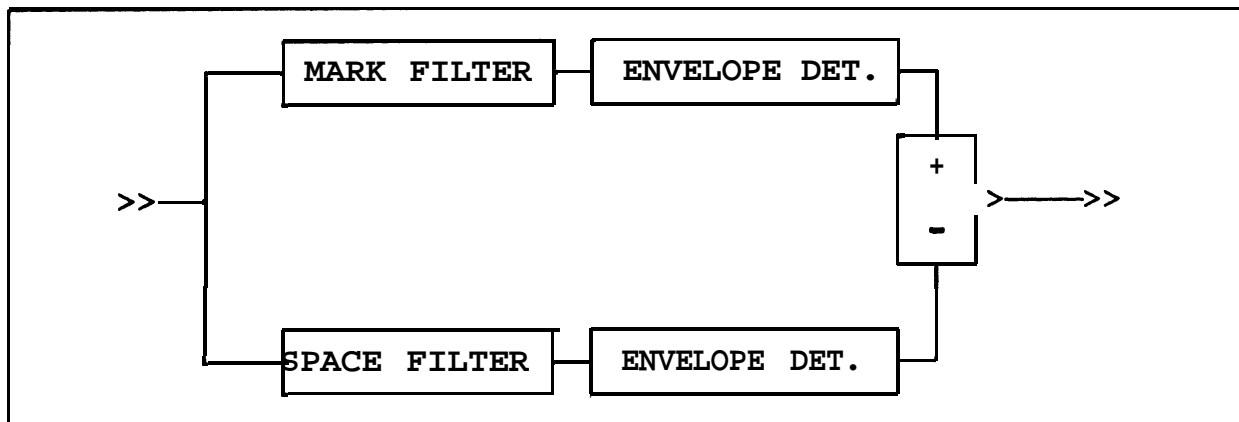 MARK FILTER
ENVELOPE DET.
+
>>
>
>>
-
SPACE FILTER
ENVELOPE DET.